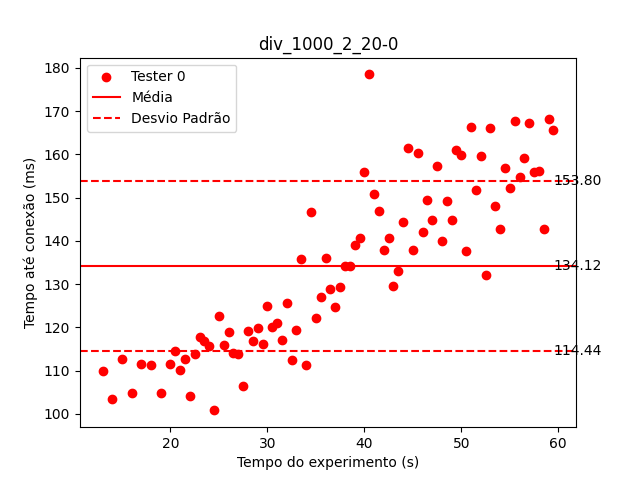 div_1000_2_20-0
Tester 0
Média
Desvio Padrão
180
170
160
150
140
130
120
110
100
Tempo até conexão (ms)
153.80
134.12
114.44
20
30
40
50
60
Tempo do experimento (s)